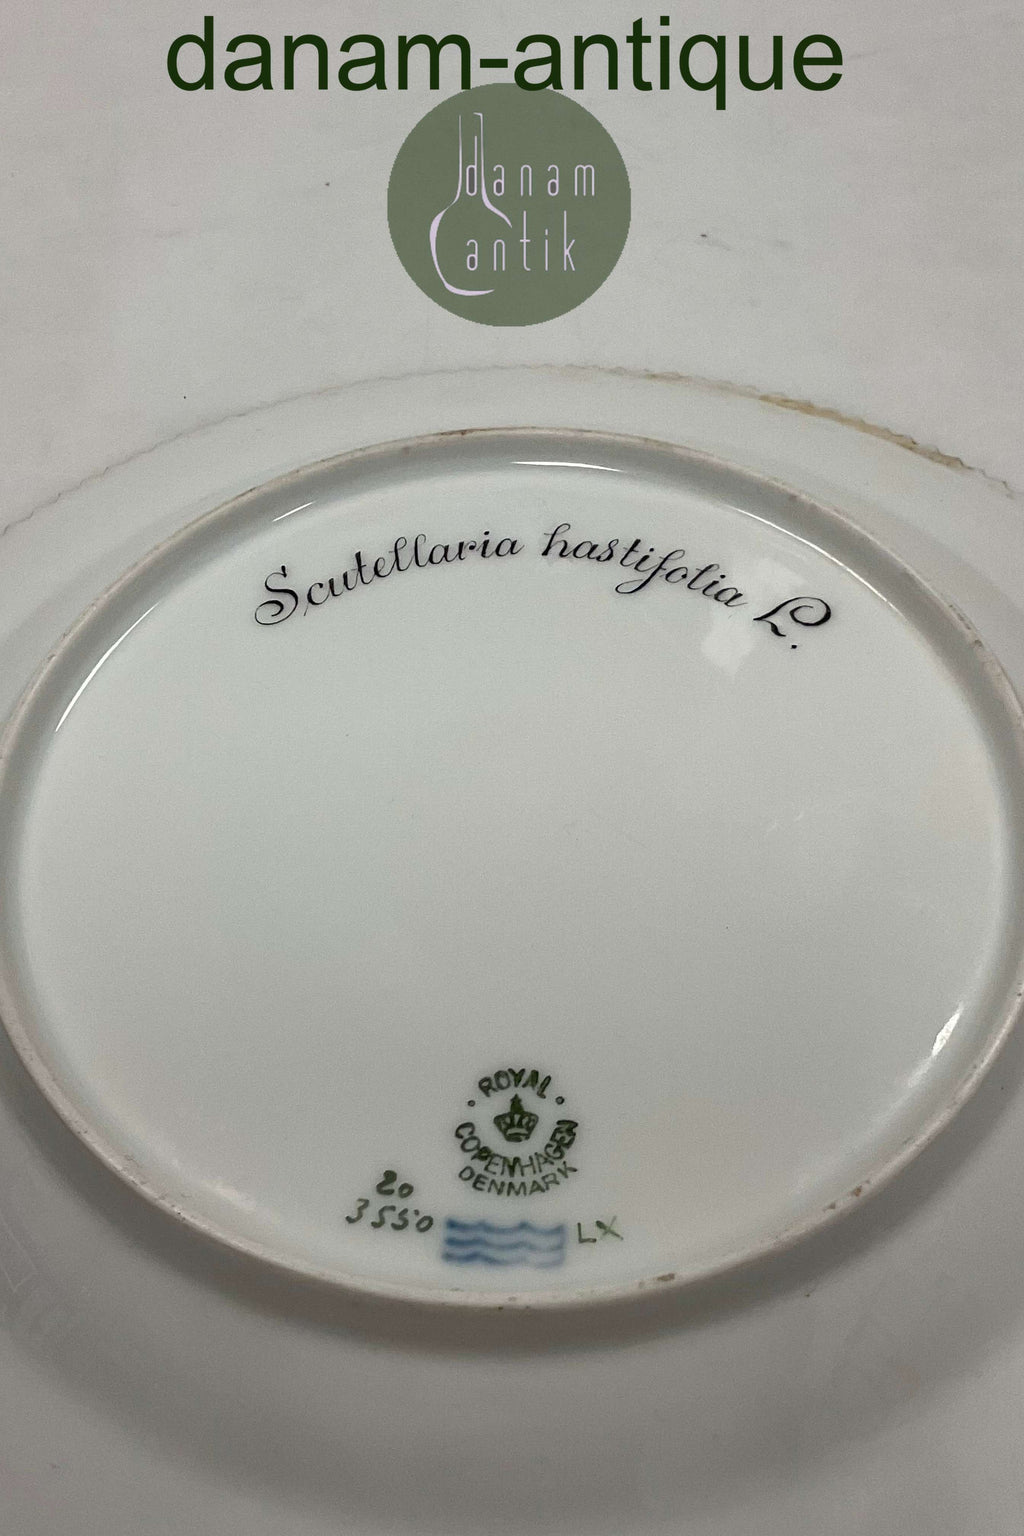 danam-antique
danam
antik
Scutellaria hastifolia L.
ROYAL
COPENHAGEN
DENMARK
20
3550
LX